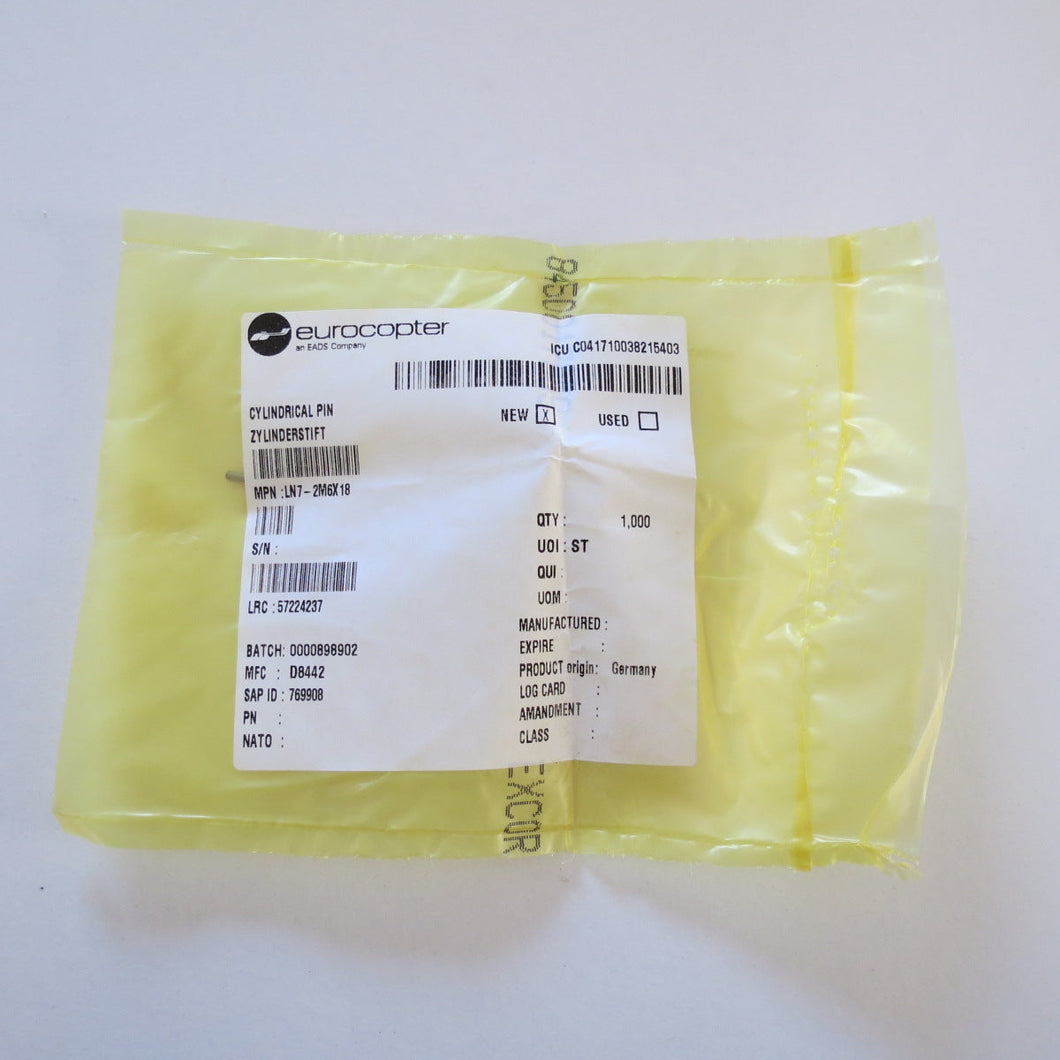 845D
eurocopter
an EADS Company
ICU C041710038215403
CYLINDRICAL PIN
NEW X USED
ZYLINDERSTIFT
MPN :LN7-2M6X18
S/N :
LRC :57224237
BATCH: 0000898902
MFC : D8442
SAP ID : 769908
PN :
NATO :
QTY : 1,000
UOI : ST
QUI :
UOM :
MANUFACTURED :
EXPIRE :
PRODUCT origin: Germany
LOG CARD :
AMANDMENT :
CLASS :
EXCOR